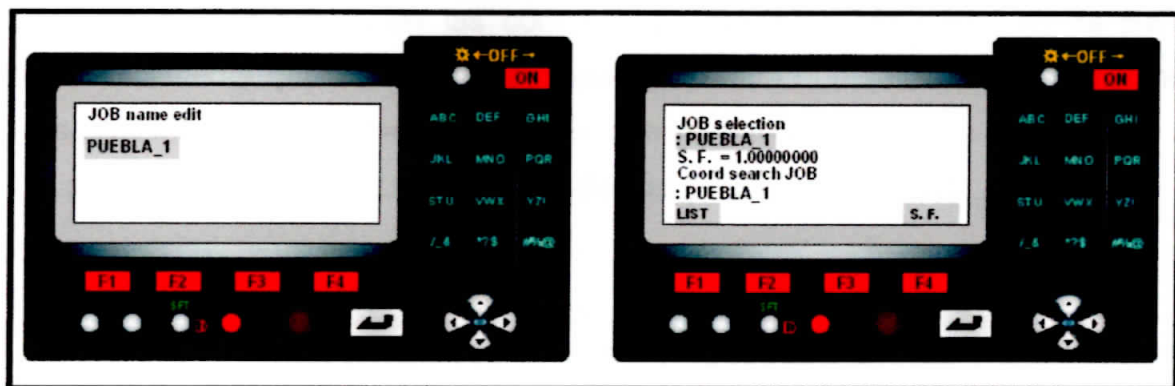 ☼←OFF→
ON
JOB name edit
PUEBLA_1
ABC DEF GHI
JKL MNO PQR
STU VWX YZ!
/_& *?$ #%@
F1 F2 F3 F4
SFT
☼←OFF→
ON
JOB selection
: PUEBLA_1
S. F. = 1.00000000
Coord search JOB
: PUEBLA_1
LIST S. F.
ABC DEF GHI
JKL MNO PQR
STU VWX YZ!
/_& *?$ #%@
F1 F2 F3 F4
SFT